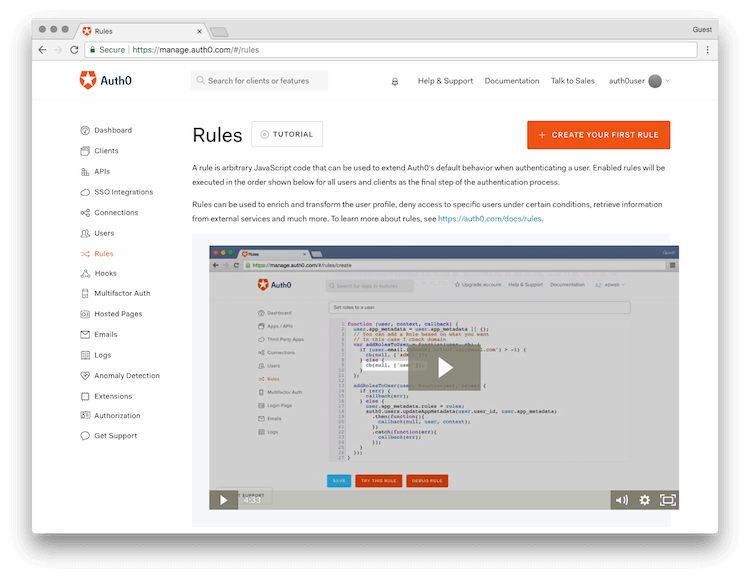 Rules
Guest
Secure
https://manage.auth0.com/#/rules
Auth0
Search for clients or features
Help & Support
Documentation
Talk to Sales
auth0user
Dashboard
Clients
APIs
SSO Integrations
Connections
Users
Rules
Hooks
Multifactor Auth
Hosted Pages
Emails
Logs
Anomaly Detection
Extensions
Authorization
Get Support
Rules
TUTORIAL
+ CREATE YOUR FIRST RULE
A rule is arbitrary JavaScript code that can be used to extend Auth0's default behavior when authenticating a user. Enabled rules will be
executed in the order shown below for all users and clients as the final step of the authentication process.
Rules can be used to enrich and transform the user profile, deny access to specific users under certain conditions, retrieve information
from external services and much more. To learn more about rules, see https://auth0.com/docs/rules.
Rules
Guest
https://manage.auth0.com/#/rules/create
Auth0
Search for apps or features
Upgrade account
Help & Support
Documentation
Dashboard
Apps / APIs
Third Party Apps
Connections
Users
Rules
Multifactor Auth
Login Page
Emails
Logs
Set roles to a user
function (user, context, callback) {
user.app_metadata = user.app_metadata || {};
// You can add a Role based on what you want
// In this case I check domain
var addRolesToUser = function(user, cb) {
cb(null, ['admin']);
} else {
cb(null, ['user']);
}
};
addRolesToUser(user, function(err, roles) {
if (err) {
callback(err);
} else {
user.app_metadata.roles = roles;
auth0.users.updateAppMetadata(user.user_id, user.app_metadata)
.then(function(){
callback(null, user, context);
})
.catch(function(err){
callback(err);
});
}
});
}
SAVE
TRY THIS RULE
DEBUG RULE
SUPPORT
4:33